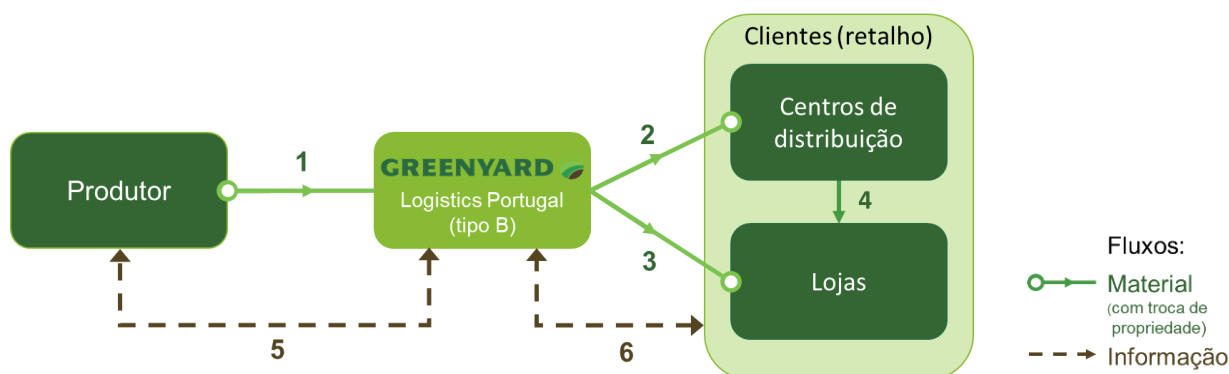 Clientes (retalho)
Centros de
distribuição
2
1
Produtor
GREENYARD
Logistics Portugal
(tipo B)
4
3
Lojas
Fluxos:
Material
(com troca de
propriedade)
Informação
5
6